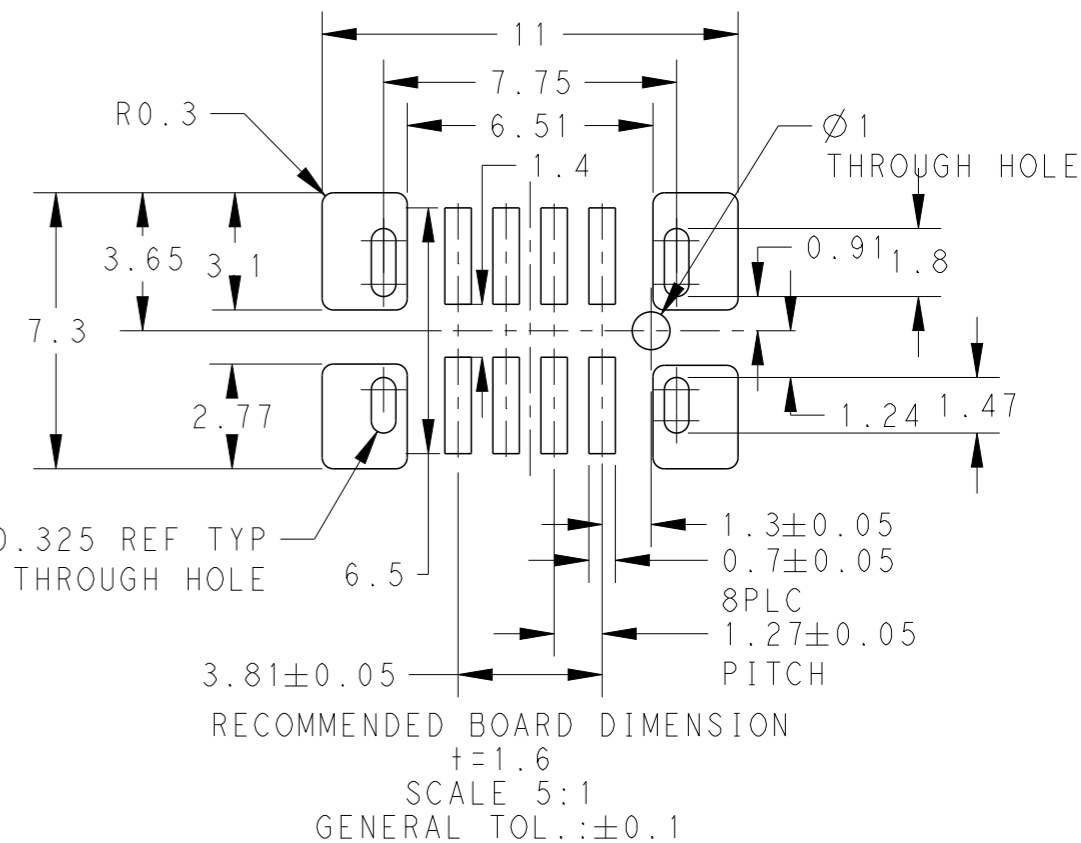 11
7.75
R0.3
6.51
Ø1
THROUGH HOLE
1.4
3.65
3.1
0.91
1.8
7.3
2.77
1.24
1.47
0.325 REF TYP
THROUGH HOLE
6.5
1.3±0.05
0.7±0.05
8PLC
1.27±0.05
PITCH
3.81±0.05
RECOMMENDED BOARD DIMENSION
t=1.6
SCALE 5:1
GENERAL TOL.:±0.1